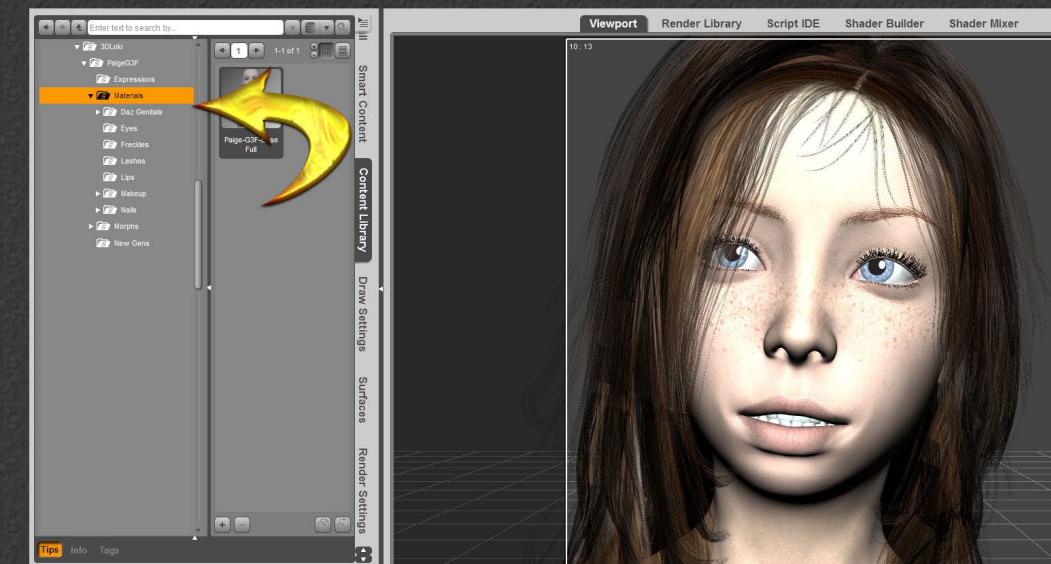 Enter text to search by...
3DLoki
PaigeG3F
Expressions
Materials
Daz Genitals
Eyes
Freckles
Lashes
Lips
Makeup
Nails
Morphs
New Gens
1
1-1 of 1
Paige-G3F-
Full
Tips
Info
Tags
Smart Content
Content Library
Draw Settings
Surfaces
Render Settings
Viewport
Render Library
Script IDE
Shader Builder
Shader Mixer
10 : 13